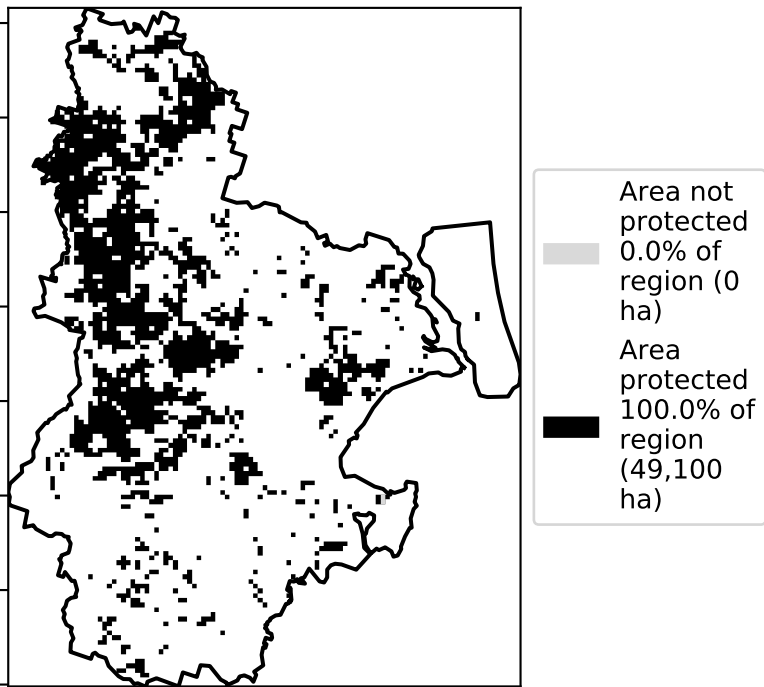 Area not
protected
0.0% of
region (0
ha)
Area
protected
100.0% of
region
(49,100
ha)